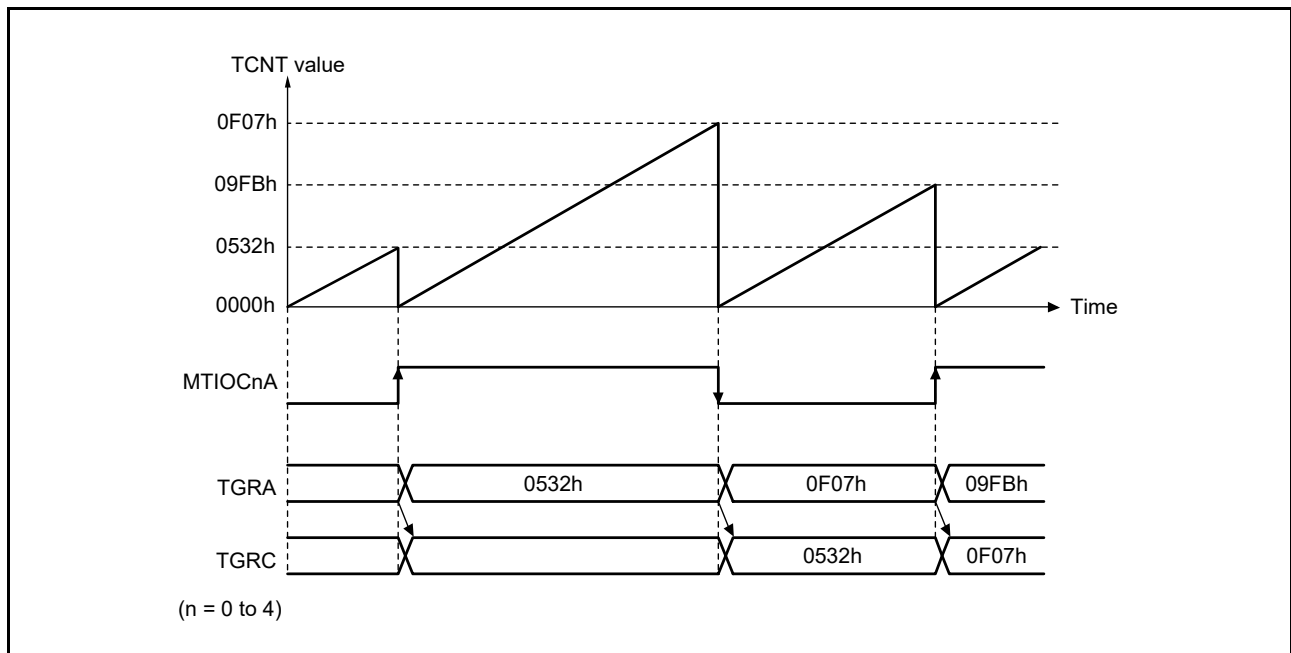 TCNT value
0F07h
09FBh
0532h
0000h
Time
MTIOCnA
TGRA 0532h 0F07h 09FBh
TGRC 0532h 0F07h
(n = 0 to 4)